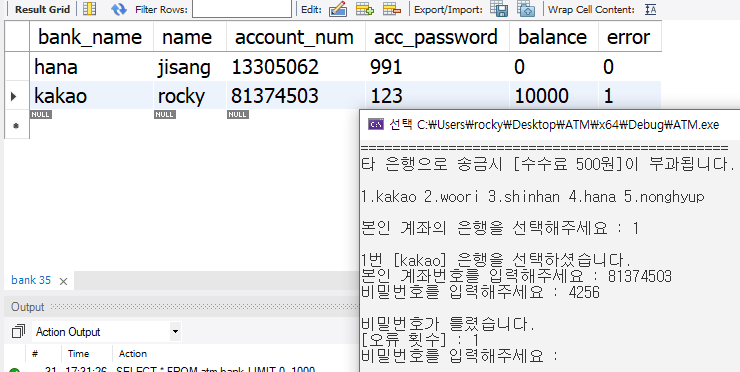 Result Grid Filter Rows: Edit: Export/Import: Wrap Cell Content:
bank_name name account_num acc_password balance error
hana jisang 13305062 991 0 0
kakao rocky 81374503 123 10000 1
NULL NULL NULL NULL NULL NULL
선택 C:₩Users₩rocky₩Desktop₩ATM₩x64₩Debug₩ATM.exe
==============================================
타 은행으로 송금시 [수수료 500원]이 부과됩니다.
1.kakao 2.woori 3.shinhan 4.hana 5.nonghyup
본인 계좌의 은행을 선택해주세요 : 1
1번 [kakao] 은행을 선택하셨습니다.
본인 계좌번호를 입력해주세요 : 81374503
비밀번호를 입력해주세요 : 4256
비밀번호가 틀렸습니다.
[오류 횟수] : 1
비밀번호를 입력해주세요 :
bank 35 ×
Output
Action Output
# Time Action
31 17:31:26 SELECT * FROM atm.bank LIMIT 0, 1000